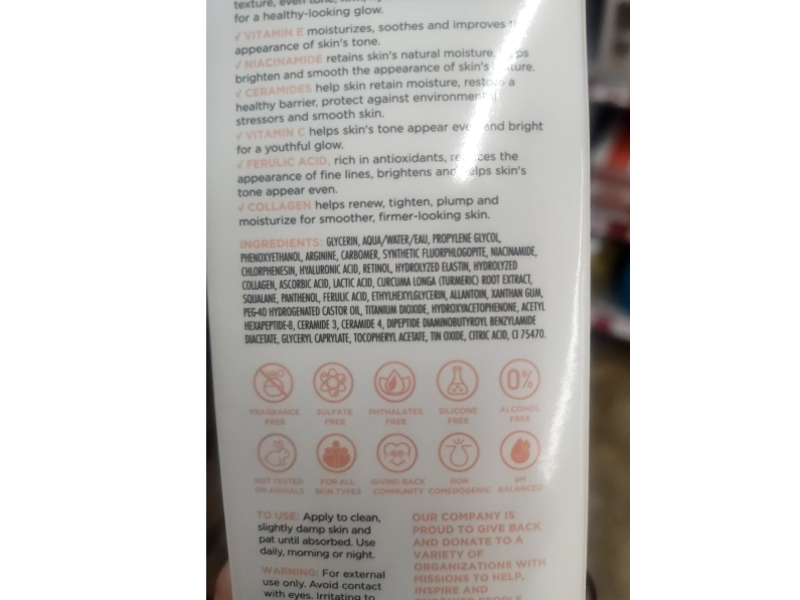 texture, even tone,
for a healthy-looking glow.
√ VITAMIN E moisturizes, soothes and improves
appearance of skin's tone.
√ NIACINAMIDE retains skin's natural moisture,
brighten and smooth the appearance of skin's
√ CERAMIDES help skin retain moisture, restore a
healthy barrier, protect against environmental
stressors and smooth skin.
√ VITAMIN C helps skin's tone appear even and bright
for a youthful glow.
√ FERULIC ACID, rich in antioxidants, reduces the
appearance of fine lines, brightens and helps skin's
tone appear even.
√ COLLAGEN helps renew, tighten, plump and
moisturize for smoother, firmer-looking skin.
INGREDIENTS: GLYCERIN, AQUA/WATER/EAU, PROPYLENE GLYCOL,
PHENOXYETHANOL, ARGININE, CARBOMER, SYNTHETIC FLUORPHLOGOPITE, NIACINAMIDE,
CHLORPHENESIN, HYALURONIC ACID, RETINOL, HYDROLYZED ELASTIN, HYDROLYZED
COLLAGEN, ASCORBIC ACID, LACTIC ACID, CURCUMA LONGA (TURMERIC) ROOT EXTRACT,
SQUALANE, PANTHENOL, FERULIC ACID, ETHYLHEXYLGLYCERIN, ALLANTOIN, XANTHAN GUM,
PEG-40 HYDROGENATED CASTOR OIL, TITANIUM DIOXIDE, HYDROXYACETOPHENONE, ACETYL
HEXAPEPTIDE-8, CERAMIDE 3, CERAMIDE 4, DIPEPTIDE DIAMINOBUTYROYL BENZYLAMIDE
DIACETATE, GLYCERYL CAPRYLATE, TOCOPHERYL ACETATE, TIN OXIDE, CITRIC ACID, CI 75470.
0%
FRAGRANCE FREE
SULFATE FREE
PHTHALATES FREE
SILICONE FREE
ALCOHOL FREE
NOT TESTED ON ANIMALS
FOR ALL SKIN TYPES
GIVING BACK COMMUNITY
NON COMEDOGENIC
pH BALANCED
TO USE: Apply to clean,
slightly damp skin and
pat until absorbed. Use
daily, morning or night.
WARNING: For external
use only. Avoid contact
with eyes. Irritating to
OUR COMPANY IS
PROUD TO GIVE BACK
AND DONATE TO A
VARIETY OF
ORGANIZATIONS WITH
MISSIONS TO HELP,
INSPIRE AND
EMPOWER PEOPLE